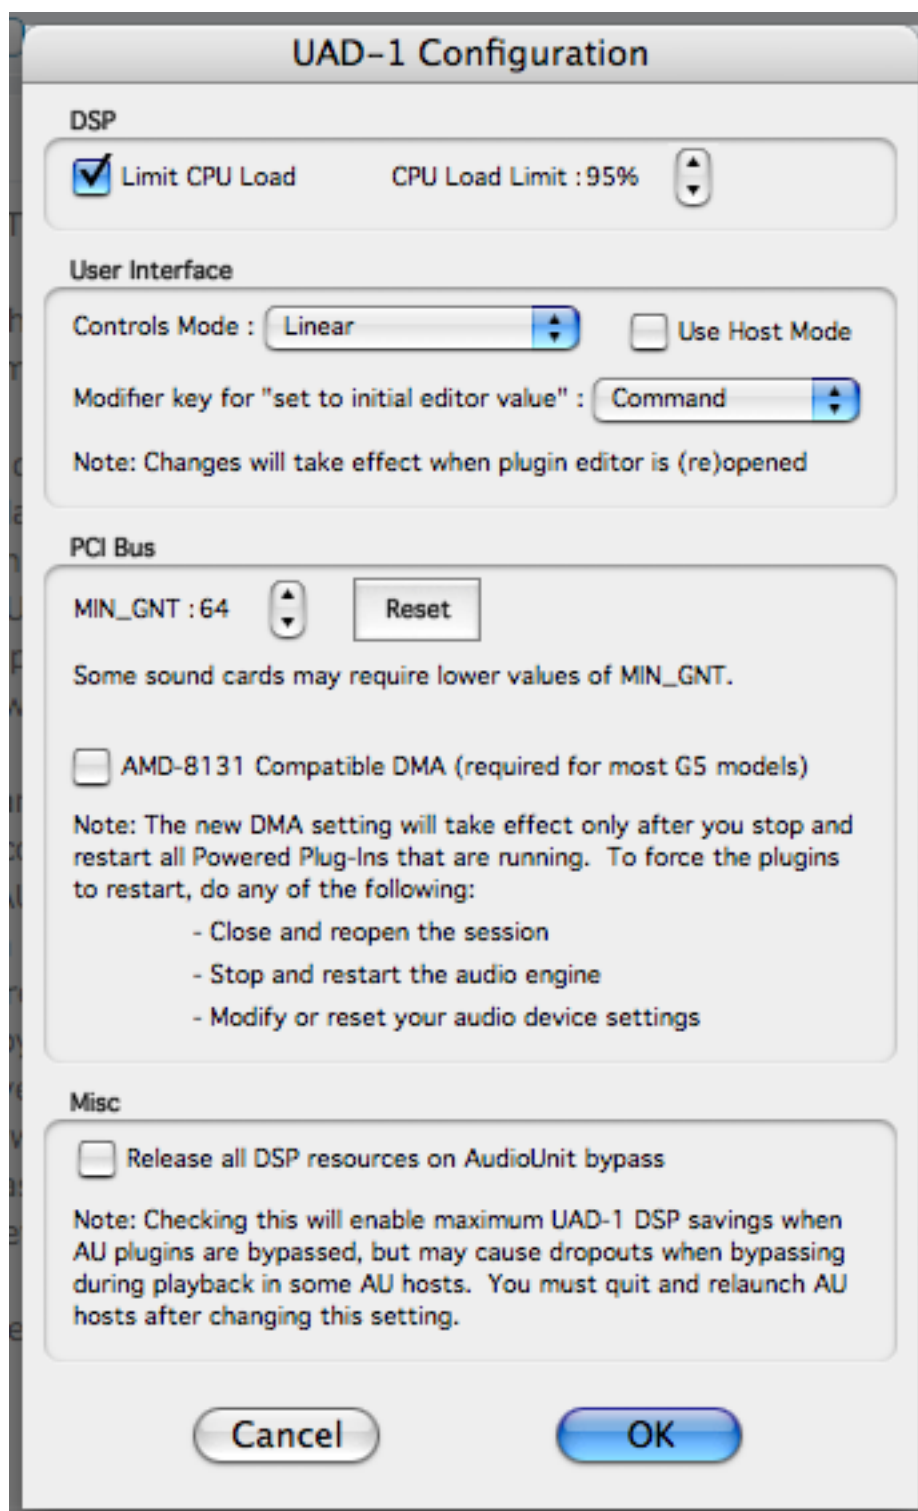 UAD-1 Configuration
DSP
Limit CPU Load CPU Load Limit : 95%
User Interface
Controls Mode : Linear Use Host Mode
Modifier key for "set to initial editor value" : Command
Note: Changes will take effect when plugin editor is (re)opened
PCI Bus
MIN_GNT : 64 Reset
Some sound cards may require lower values of MIN_GNT.
AMD-8131 Compatible DMA (required for most G5 models)
Note: The new DMA setting will take effect only after you stop and
restart all Powered Plug-Ins that are running. To force the plugins
to restart, do any of the following:
- Close and reopen the session
- Stop and restart the audio engine
- Modify or reset your audio device settings
Misc
Release all DSP resources on AudioUnit bypass
Note: Checking this will enable maximum UAD-1 DSP savings when
AU plugins are bypassed, but may cause dropouts when bypassing
during playback in some AU hosts. You must quit and relaunch AU
hosts after changing this setting.
Cancel OK